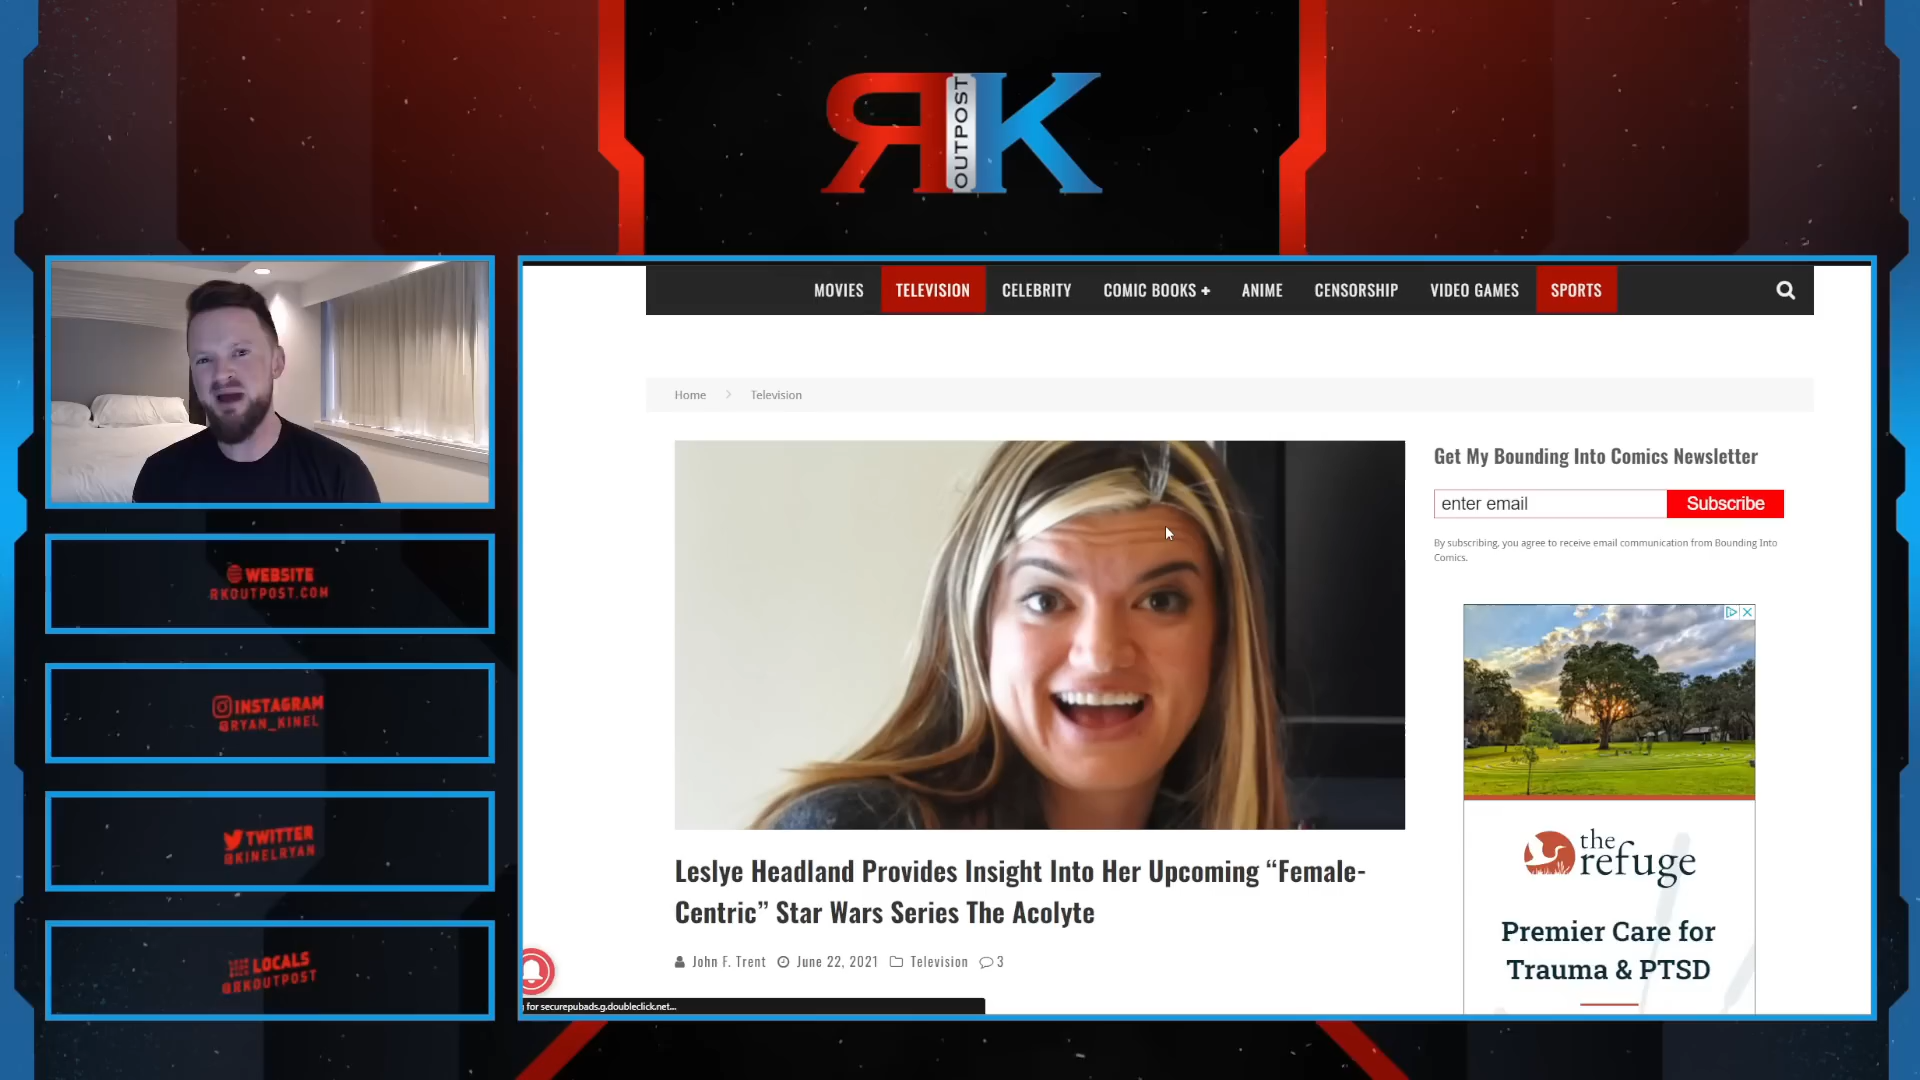 RK
OUTPOST
MOVIES
TELEVISION
CELEBRITY
COMIC BOOKS +
ANIME
CENSORSHIP
VIDEO GAMES
SPORTS
Home
Television
Get My Bounding Into Comics Newsletter
enter email
Subscribe
By subscribing, you agree to receive email communication from Bounding Into
Comics.
WEBSITE
RKOUTPOST.COM
INSTAGRAM
@RYAN_KINEL
TWITTER
@KINELRYAN
LOCALS
@RKOUTPOST
the
refuge
Premier Care for
Trauma & PTSD
Leslye Headland Provides Insight Into Her Upcoming “Female-
Centric” Star Wars Series The Acolyte
John F. Trent
June 22, 2021
Television
3
for securepubads.g.doubleclick.net...